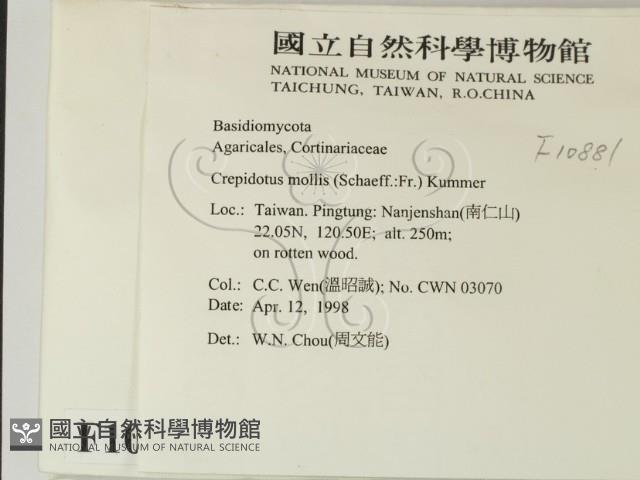 國立自然科學博物館
NATIONAL MUSEUM OF NATURAL SCIENCE
TAICHUNG, TAIWAN, R.O.CHINA
F10881
Basidiomycota
Agaricales, Cortinariaceae
Crepidotus mollis (Schaeff.:Fr.) Kummer
Loc.: Taiwan. Pingtung: Nanjenshan(南仁山)
22.05N, 120.50E; alt. 250m;
on rotten wood.
Col.: C.C. Wen(溫昭誠); No. CWN 03070
Date: Apr. 12, 1998
Det.: W.N. Chou(周文能)
F10
國立自然科學博物館
NATIONAL MUSEUM OF NATURAL SCIENCE